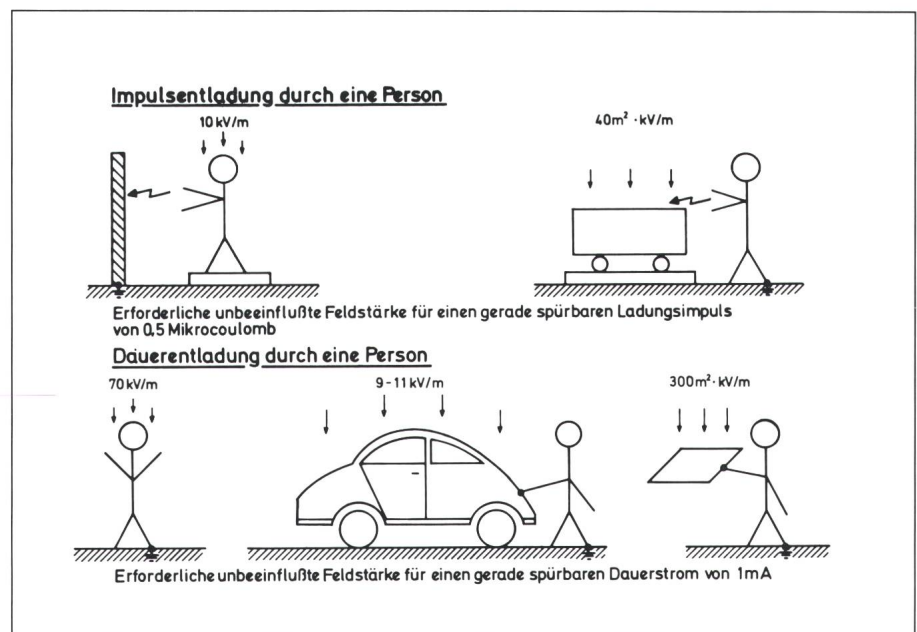 Impulsentladung durch eine Person
10 kV/m
40m² · kV/m
Erforderliche unbeeinflußte Feldstärke für einen gerade spürbaren Ladungsimpuls
von 0,5 Mikrocoulomb
Dauerentladung durch eine Person
70 kV/m
9 - 11 kV/m
300m² · kV/m
Erforderliche unbeeinflußte Feldstärke für einen gerade spürbaren Dauerstrom von 1mA